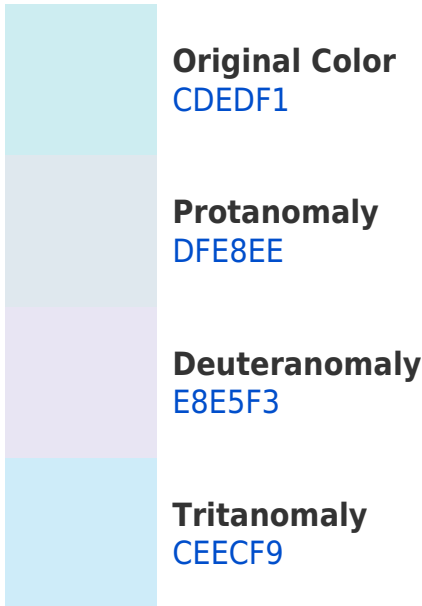 Original Color
CDEDF1
Protanomaly
DFE8EE
Deuteranomaly
E8E5F3
Tritanomaly
CEECF9